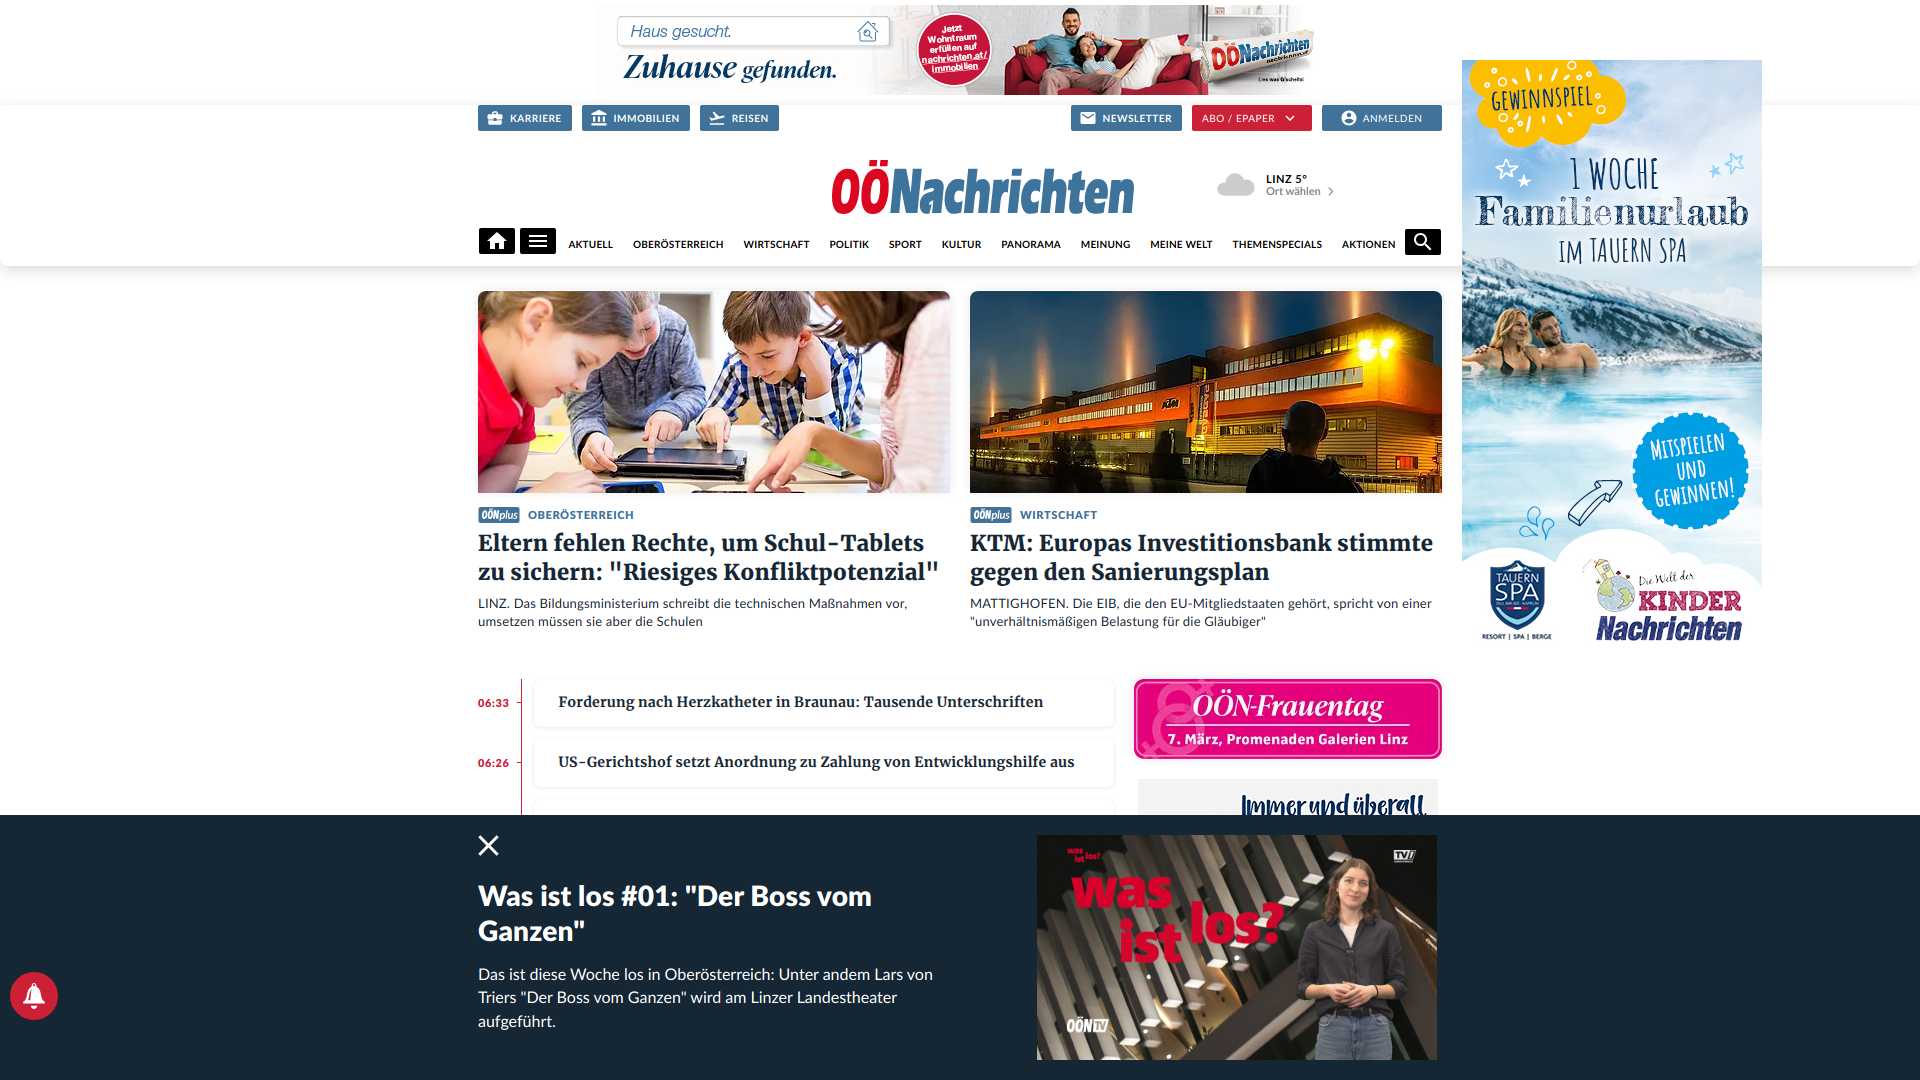 Haus gesucht.
Zuhause gefunden.
Jetzt
Wohntraum
erfüllen auf
nachrichten.at/
immobilien
OÖNachrichten
KARRIERE
IMMOBILIEN
REISEN
NEWSLETTER
ABO / EPAPER
ANMELDEN
OÖNachrichten
LINZ 5°
Ort wählen
AKTUELL
OBERÖSTERREICH
WIRTSCHAFT
POLITIK
SPORT
KULTUR
PANORAMA
MEINUNG
MEINE WELT
THEMENSPECIALS
AKTIONEN
GEWINNSPIEL
1 WOCHE
Familienurlaub
IM TAUERN SPA
MITSPIELEN
UND
GEWINNEN!
TAUERN
SPA
RESORT | SPA | BERGE
Die Welt der
KINDER
Nachrichten
KTM
OÖNplus OBERÖSTERREICH
Eltern fehlen Rechte, um Schul-Tablets
zu sichern: "Riesiges Konfliktpotenzial"
LINZ. Das Bildungsministerium schreibt die technischen Maßnahmen vor,
umsetzen müssen sie aber die Schulen
OÖNplus WIRTSCHAFT
KTM: Europas Investitionsbank stimmte
gegen den Sanierungsplan
MATTIGHOFEN. Die EIB, die den EU-Mitgliedstaaten gehört, spricht von einer
"unverhältnismäßigen Belastung für die Gläubiger"
06:33
Forderung nach Herzkatheter in Braunau: Tausende Unterschriften
06:26
US-Gerichtshof setzt Anordnung zu Zahlung von Entwicklungshilfe aus
OÖN-Frauentag
7. März, Promenaden Galerien Linz
Immer und überall
Was ist los #01: "Der Boss vom
Ganzen"
Das ist diese Woche los in Oberösterreich: Unter andem Lars von
Triers "Der Boss vom Ganzen" wird am Linzer Landestheater
aufgeführt.
was
ist los?
TV1
was
ist los?
OÖNTV